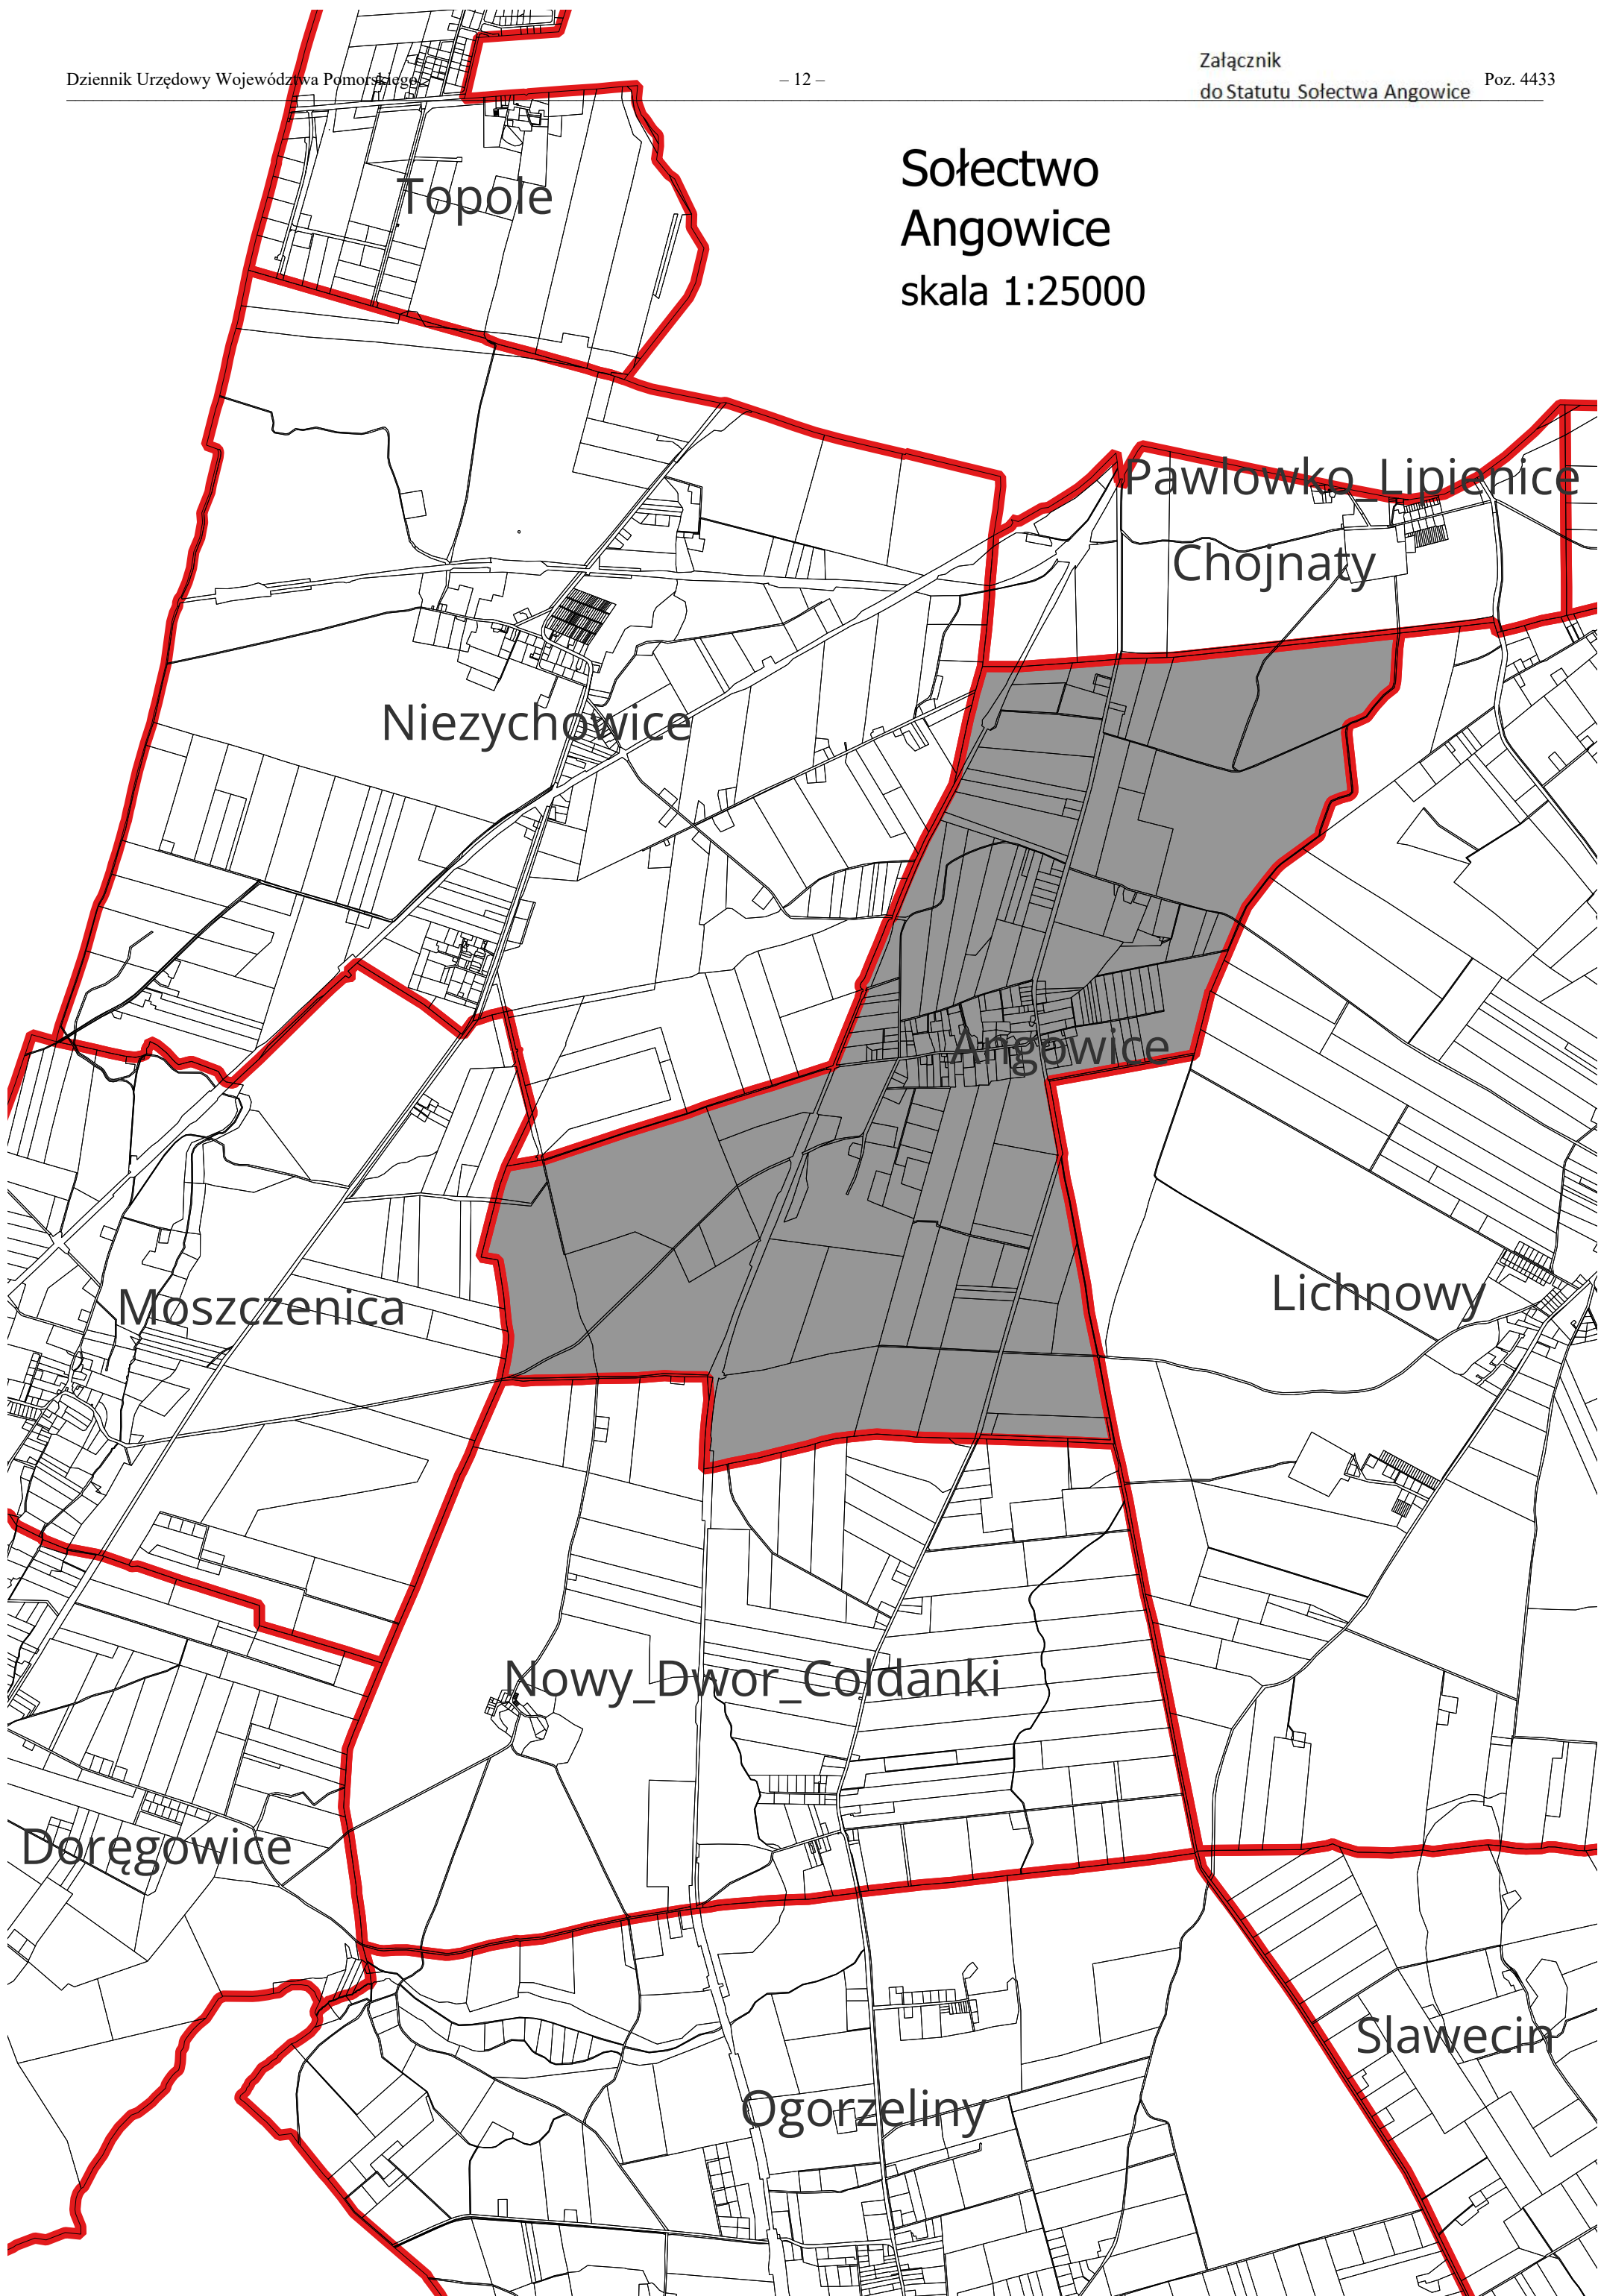 Załącznik
Dziennik Urzędowy Województwa Pomorskiego – 12 – Poz. 4433
do Statutu Sołectwa Angowice
Sołectwo
Angowice
skala 1:25000
Topole
Pawlowko_Lipienice
Chojnaty
Niezychowice
Angowice
Lichnowy
Moszczenica
Nowy_Dwor_Coldanki
Doręgowice
Slawecin
Ogorzeliny